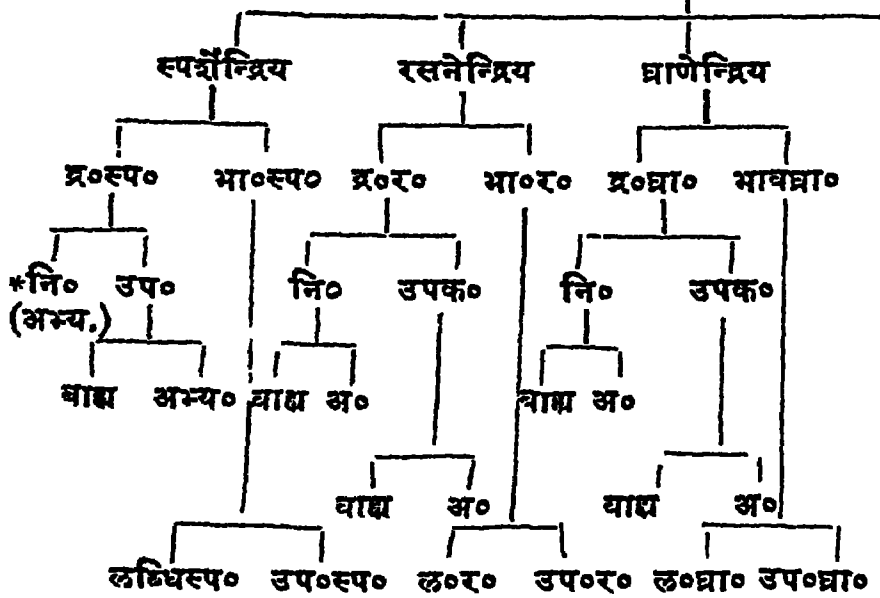 स्पर्शेन्द्रिय रसनेन्द्रिय घ्राणेन्द्रिय
द्र०स्प० भा०स्प० द्र०र० भा०र० द्र०घ्रा० भावघ्रा०
*नि० उप० नि० उपक० नि० उपक०
(अभ्य.)
बाह्य अभ्य० बाह्य अ० बाह्य अ०
बाह्य अ० बाह्य अ०
लब्धिस्प० उप०स्प० ल०र० उप०र० ल०घ्रा० उप०घ्रा०